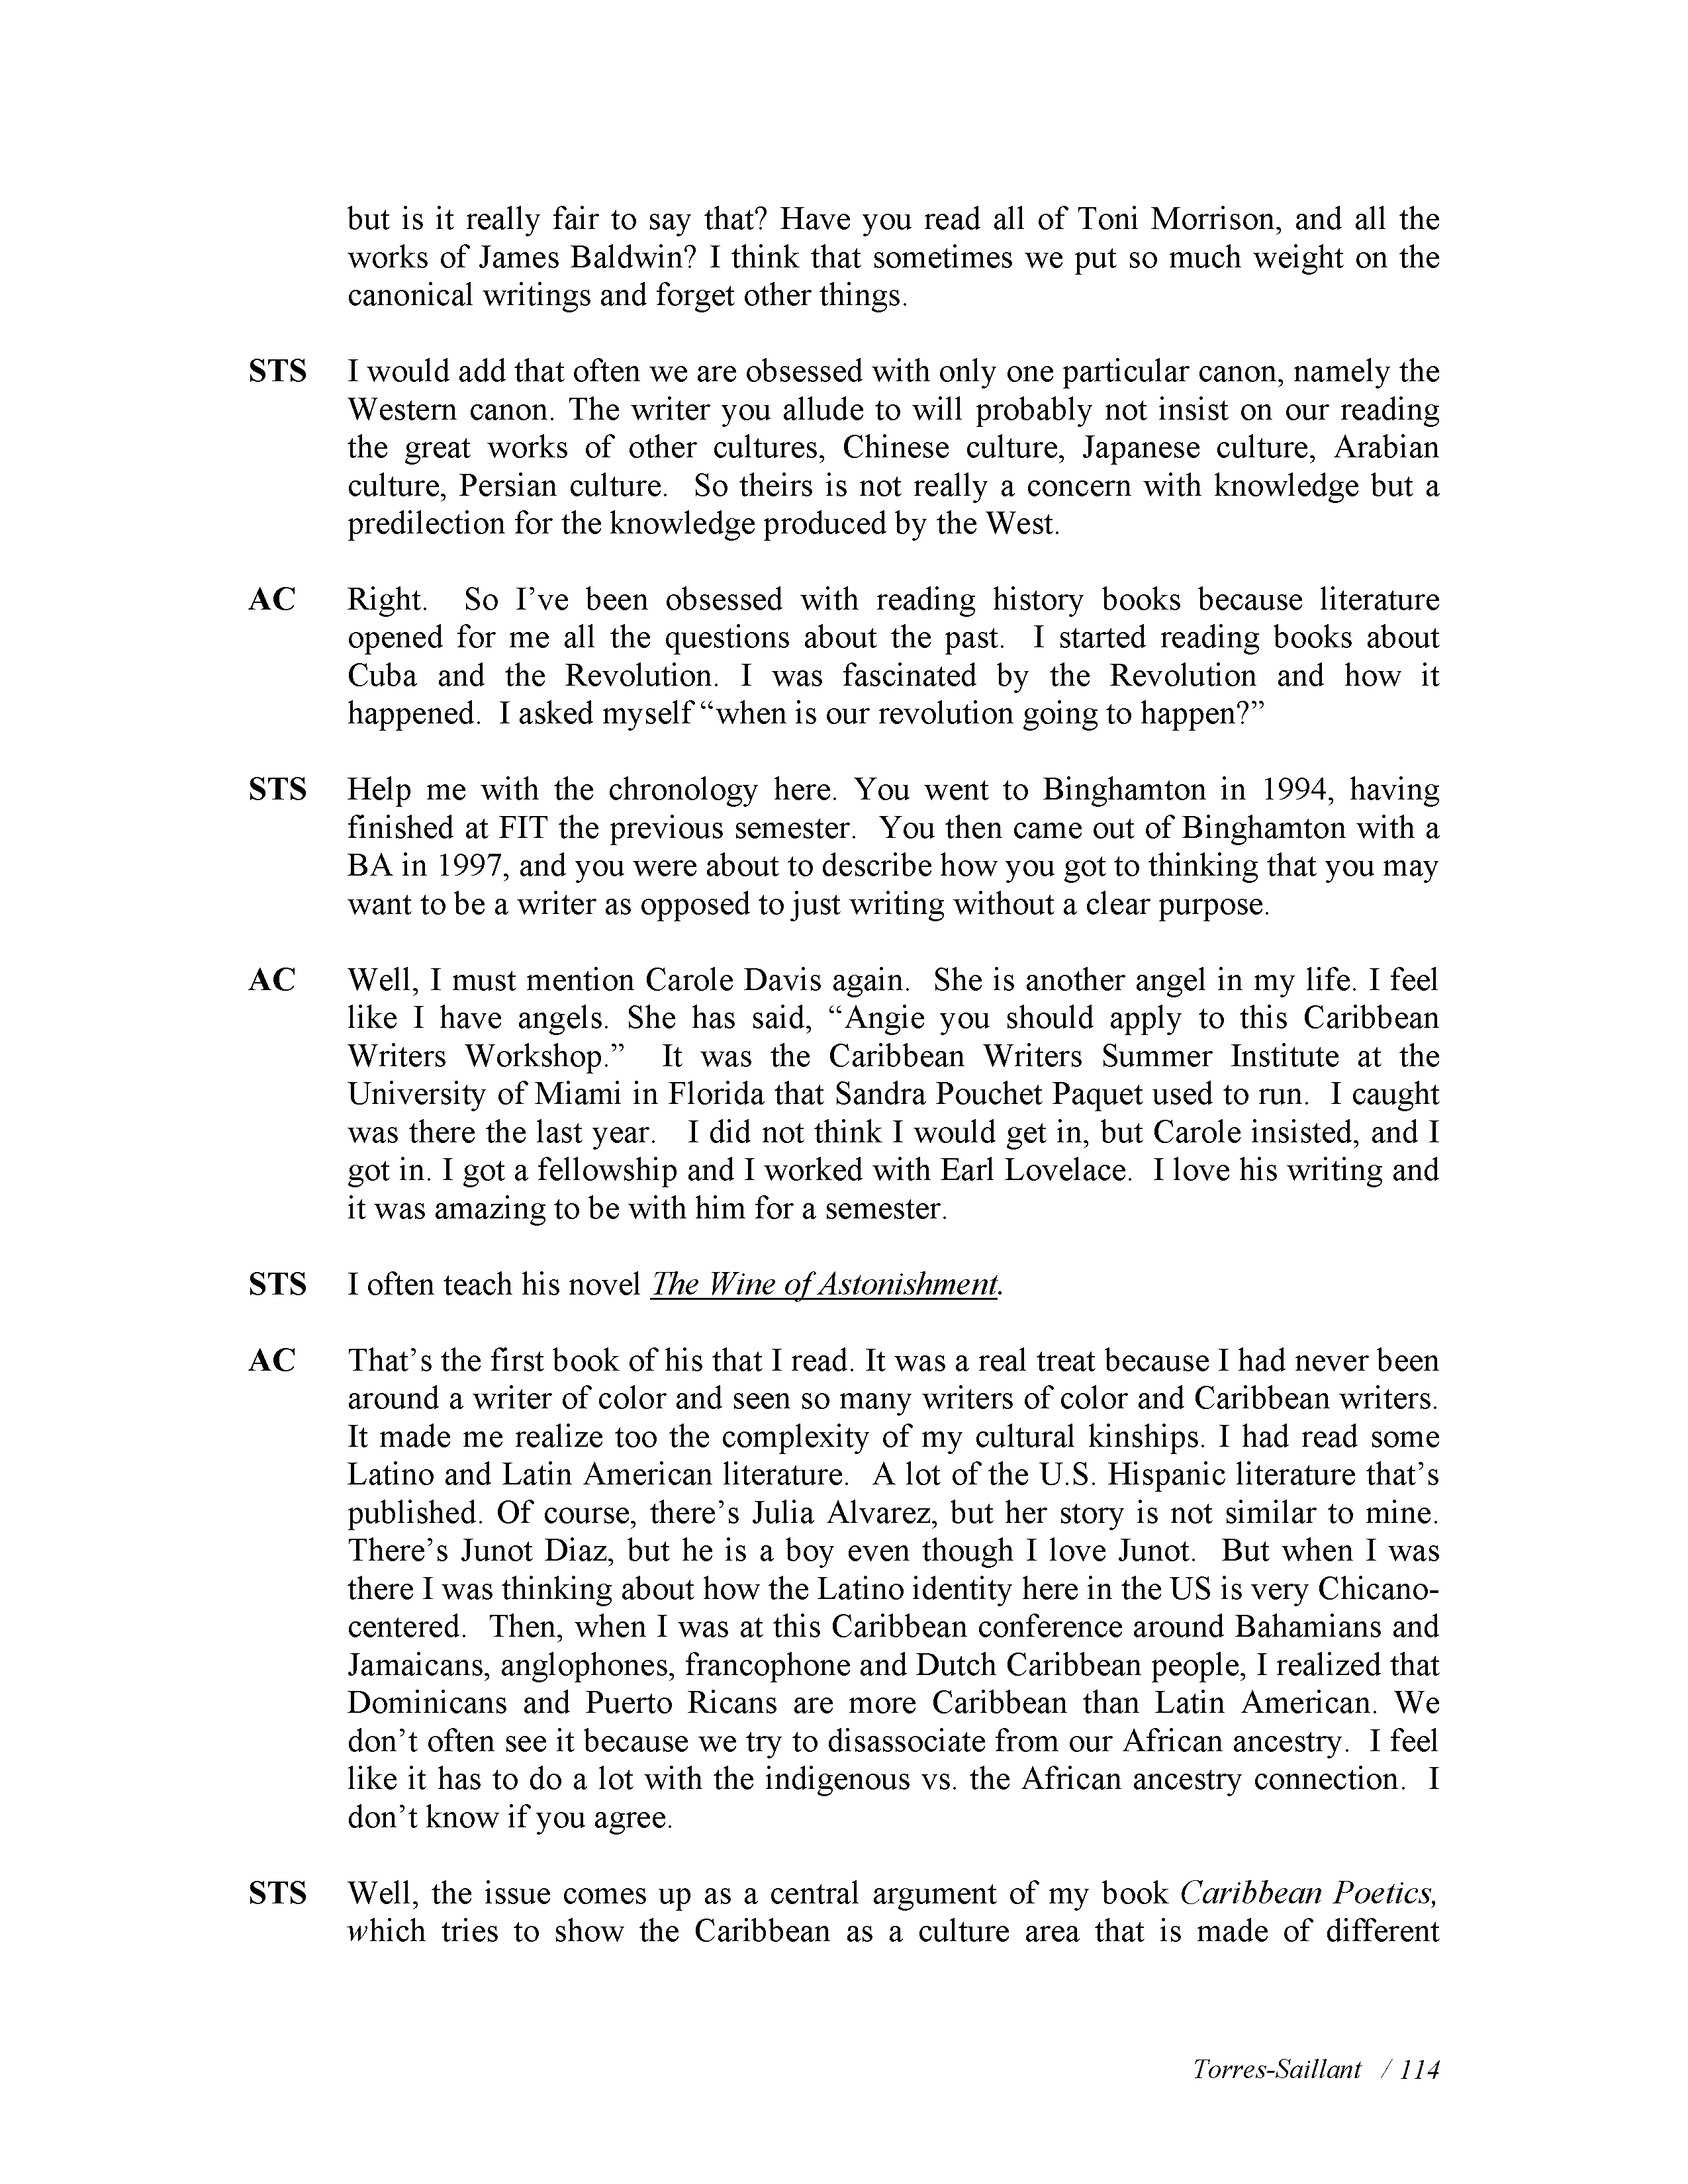 but is it really fair to say that? Have you read all of Toni Morrison, and all the
works of James Baldwin? I think that sometimes we put so much weight on the
canonical writings and forget other things.
STS I would add that often we are obsessed with only one particular canon, namely the
Western canon. The writer you allude to will probably not insist on our reading
the great works of other cultures, Chinese culture, Japanese culture, Arabian
culture, Persian culture. So theirs is not really a concern with knowledge but a
predilection for the knowledge produced by the West.
AC Right. So I’ve been obsessed with reading history books because literature
opened for me all the questions about the past. I started reading books about
Cuba and the Revolution. I was fascinated by the Revolution and how it
happened. I asked myself “when is our revolution going to happen?”
STS Help me with the chronology here. You went to Binghamton in 1994, having
finished at FIT the previous semester. You then came out of Binghamton with a
BA in 1997, and you were about to describe how you got to thinking that you may
want to be a writer as opposed to just writing without a clear purpose.
AC Well, I must mention Carole Davis again. She is another angel in my life. I feel
like I have angels. She has said, “Angie you should apply to this Caribbean
Writers Workshop.” It was the Caribbean Writers Summer Institute at the
University of Miami in Florida that Sandra Pouchet Paquet used to run. I caught
was there the last year. I did not think I would get in, but Carole insisted, and I
got in. I got a fellowship and I worked with Earl Lovelace. I love his writing and
it was amazing to be with him for a semester.
STS I often teach his novel The Wine of Astonishment.
AC That’s the first book of his that I read. It was a real treat because I had never been
around a writer of color and seen so many writers of color and Caribbean writers.
It made me realize too the complexity of my cultural kinships. I had read some
Latino and Latin American literature. A lot of the U.S. Hispanic literature that’s
published. Of course, there’s Julia Alvarez, but her story is not similar to mine.
There’s Junot Diaz, but he is a boy even though I love Junot. But when I was
there I was thinking about how the Latino identity here in the US is very Chicano-
centered. Then, when I was at this Caribbean conference around Bahamians and
Jamaicans, anglophones, francophone and Dutch Caribbean people, I realized that
Dominicans and Puerto Ricans are more Caribbean than Latin American. We
don’t often see it because we try to disassociate from our African ancestry. I feel
like it has to do a lot with the indigenous vs. the African ancestry connection. I
don’t know if you agree.
STS Well, the issue comes up as a central argument of my book Caribbean Poetics,
which tries to show the Caribbean as a culture area that is made of different
Torres-Saillant / 114